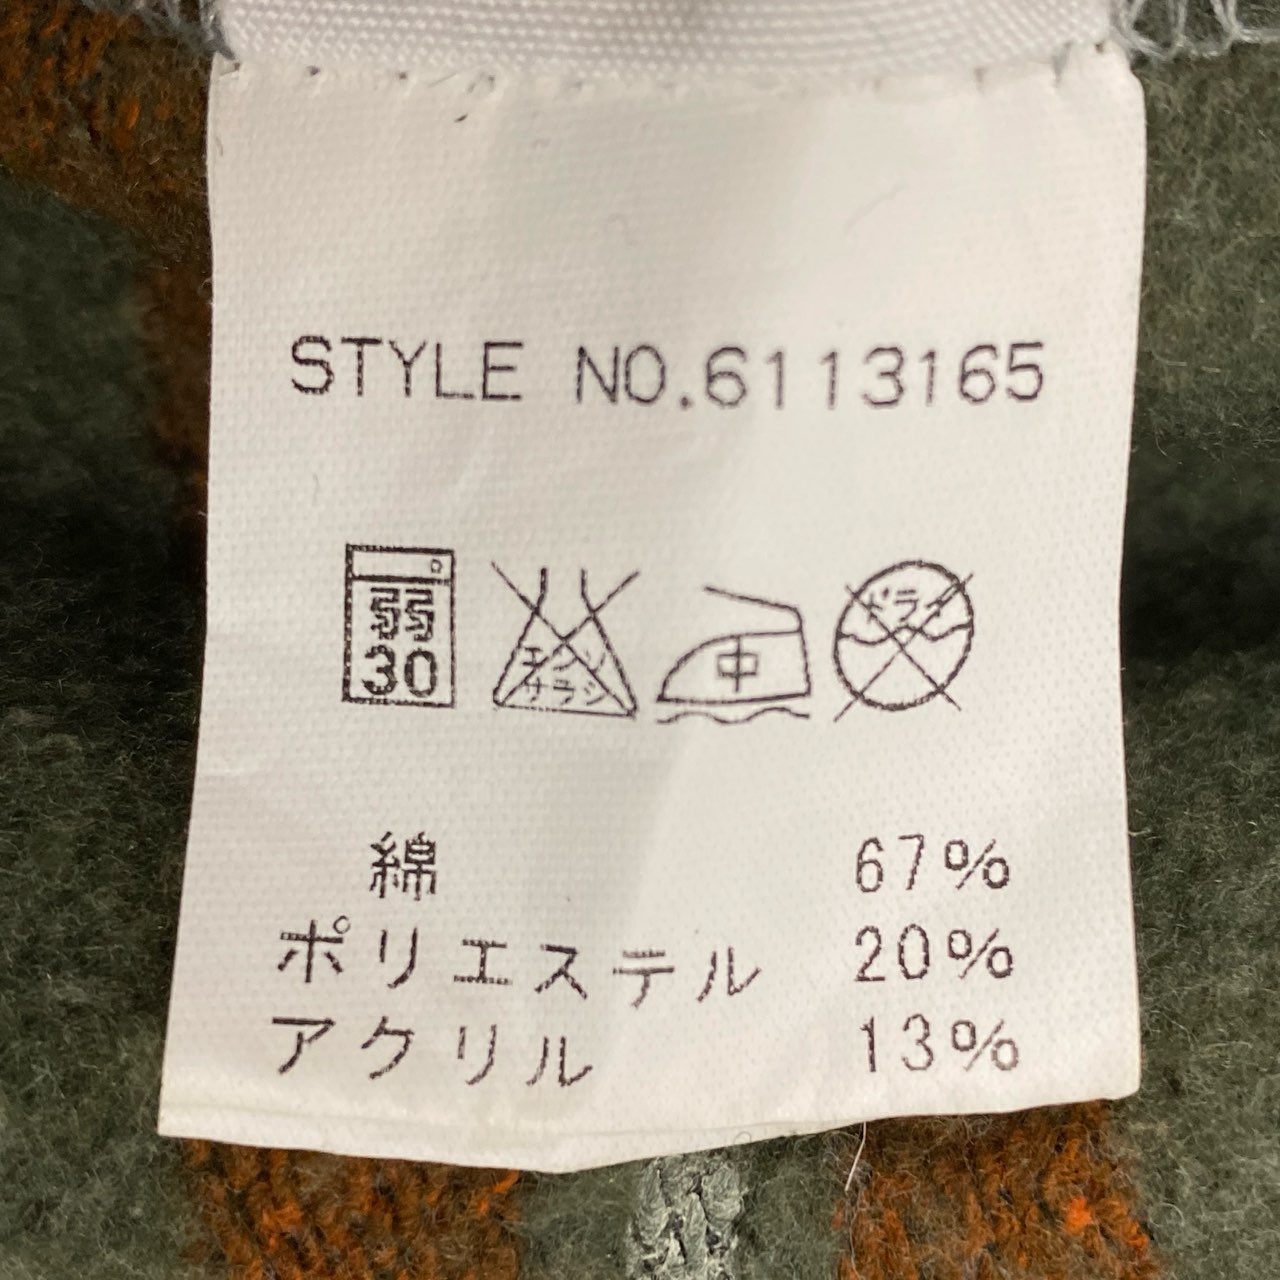 STYLE NO.6113165
弱 エンソ 中 ドライ
30 サラシ
綿 67%
ポリエステル 20%
アクリル 13%